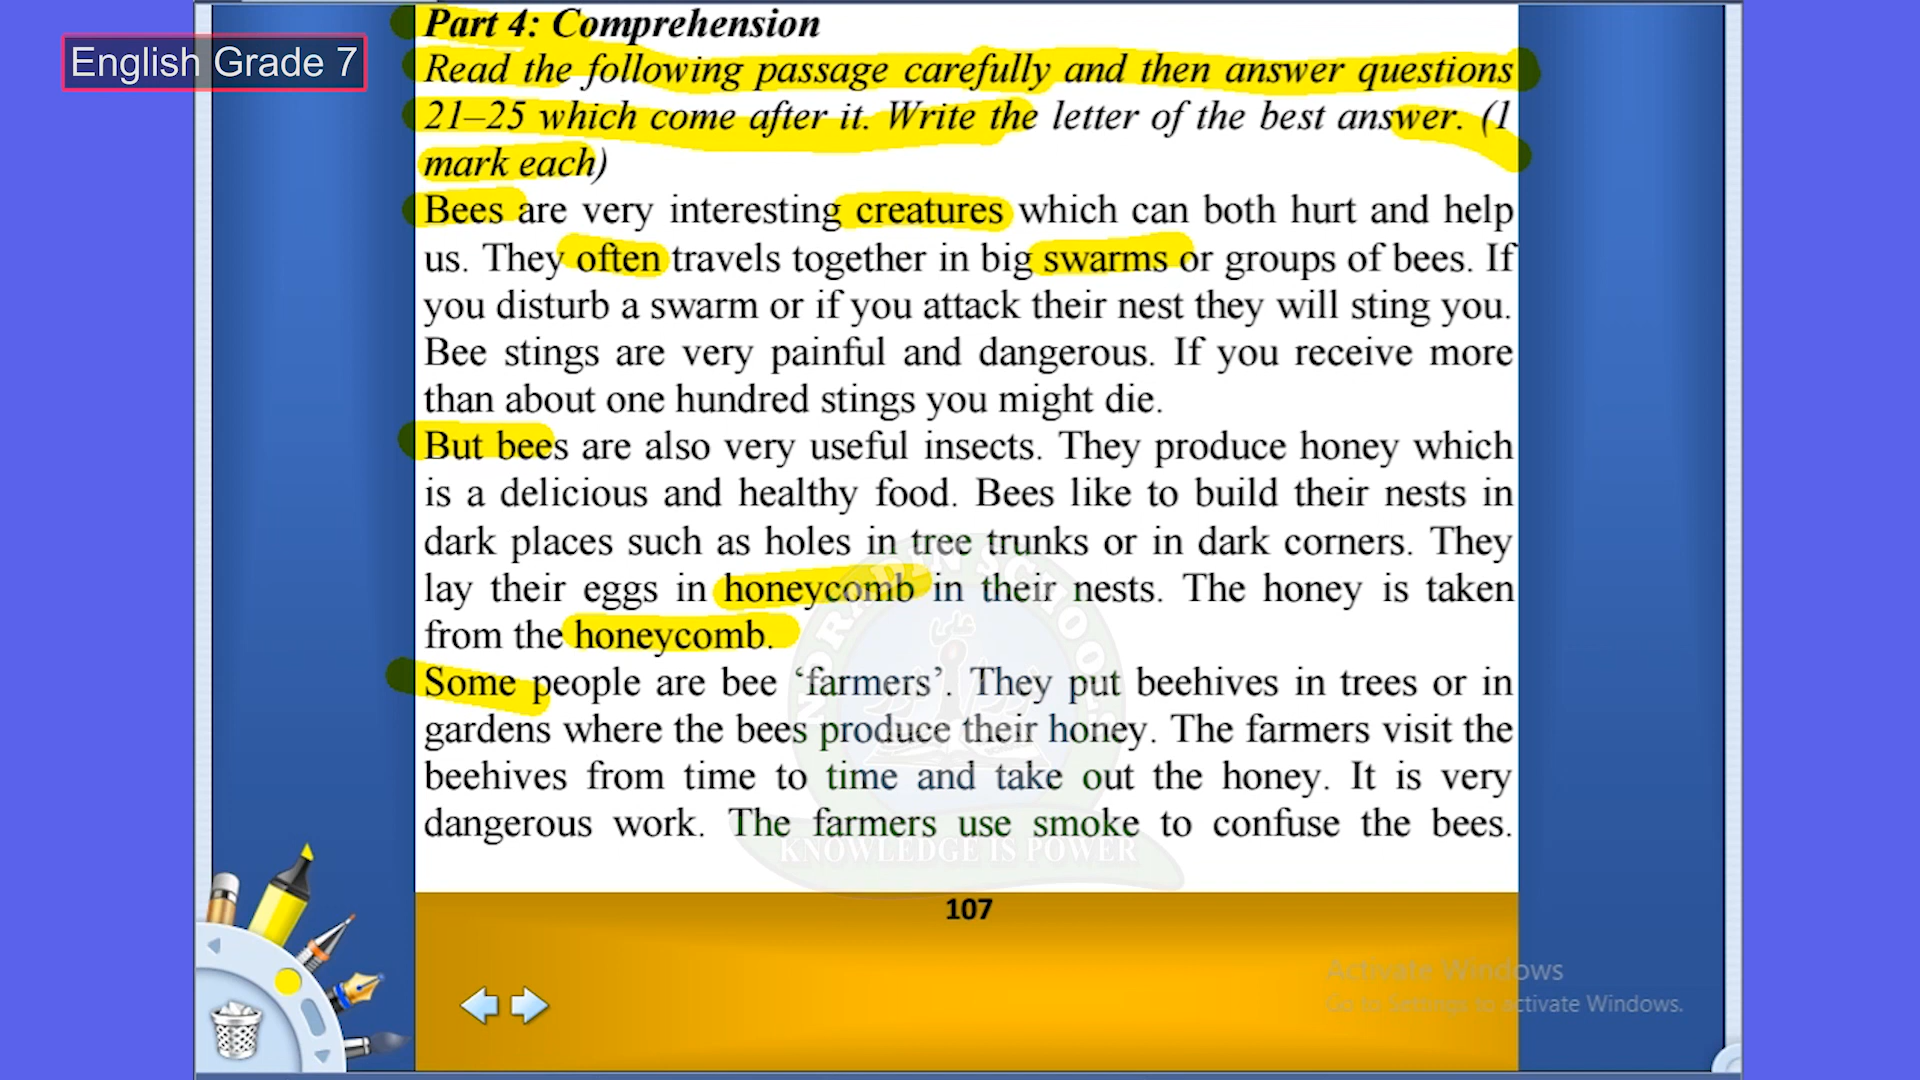 English Grade 7
Part 4: Comprehension
Read the following passage carefully and then answer questions
21–25 which come after it. Write the letter of the best answer. (1
mark each)
Bees are very interesting creatures which can both hurt and help
us. They often travels together in big swarms or groups of bees. If
you disturb a swarm or if you attack their nest they will sting you.
Bee stings are very painful and dangerous. If you receive more
than about one hundred stings you might die.
But bees are also very useful insects. They produce honey which
is a delicious and healthy food. Bees like to build their nests in
dark places such as holes in tree trunks or in dark corners. They
lay their eggs in honeycomb in their nests. The honey is taken
from the honeycomb.
Some people are bee ‘farmers’. They put beehives in trees or in
gardens where the bees produce their honey. The farmers visit the
beehives from time to time and take out the honey. It is very
dangerous work. The farmers use smoke to confuse the bees.
KNOWLEDGE IS POWER
107
Activate Windows
Go to Settings to activate Windows.